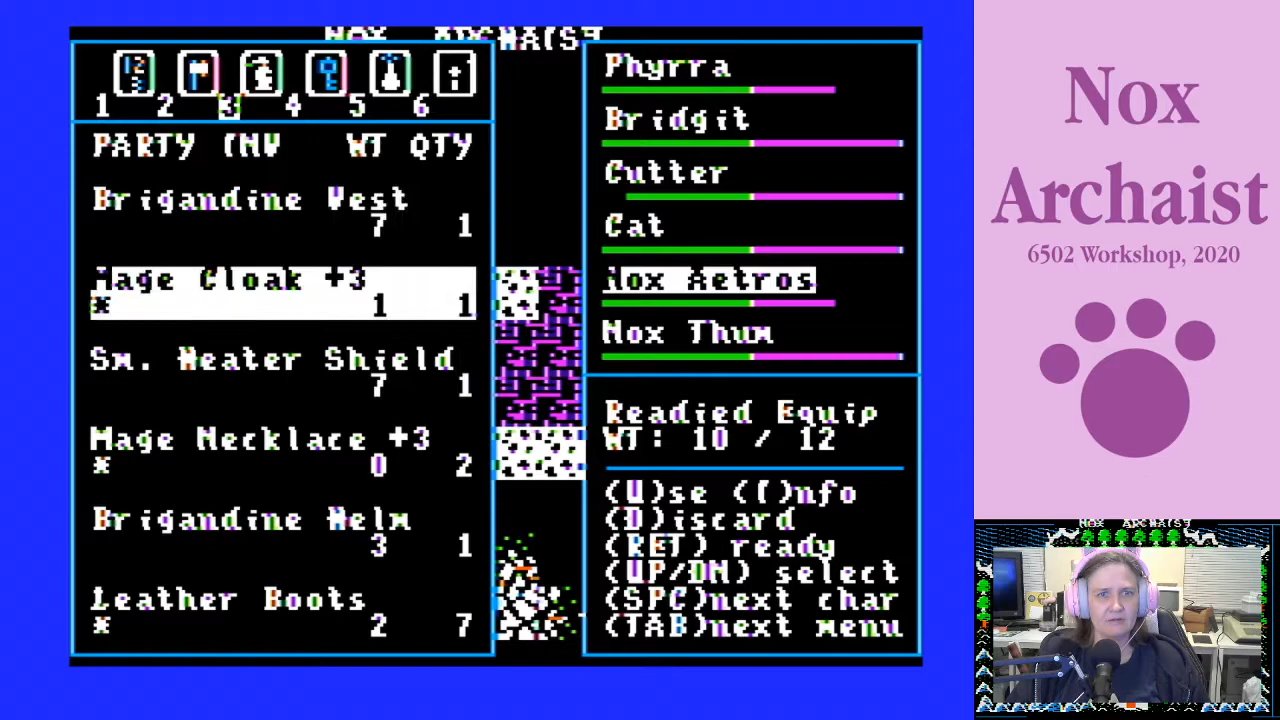 NOX ARCHAIST
1 2 3 4 5 6
PARTY INV WT QTY
Brigandine Vest
7 1
Mage Cloak +3
* 1 1
Sm. Heater Shield
7 1
Mage Necklace +3
* 0 2
Brigandine Helm
3 1
Leather Boots
* 2 7
Phyrra
Bridgit
Cutter
Cat
Nox Aetros
Nox Thum
Readied Equip
WT: 10 / 12
(U)se (I)nfo
(D)iscard
(RET) ready
(UP/DN) select
(SPC)next char
(TAB)next menu
Nox
Archaist
6502 Workshop, 2020
NOX ARCHAIST